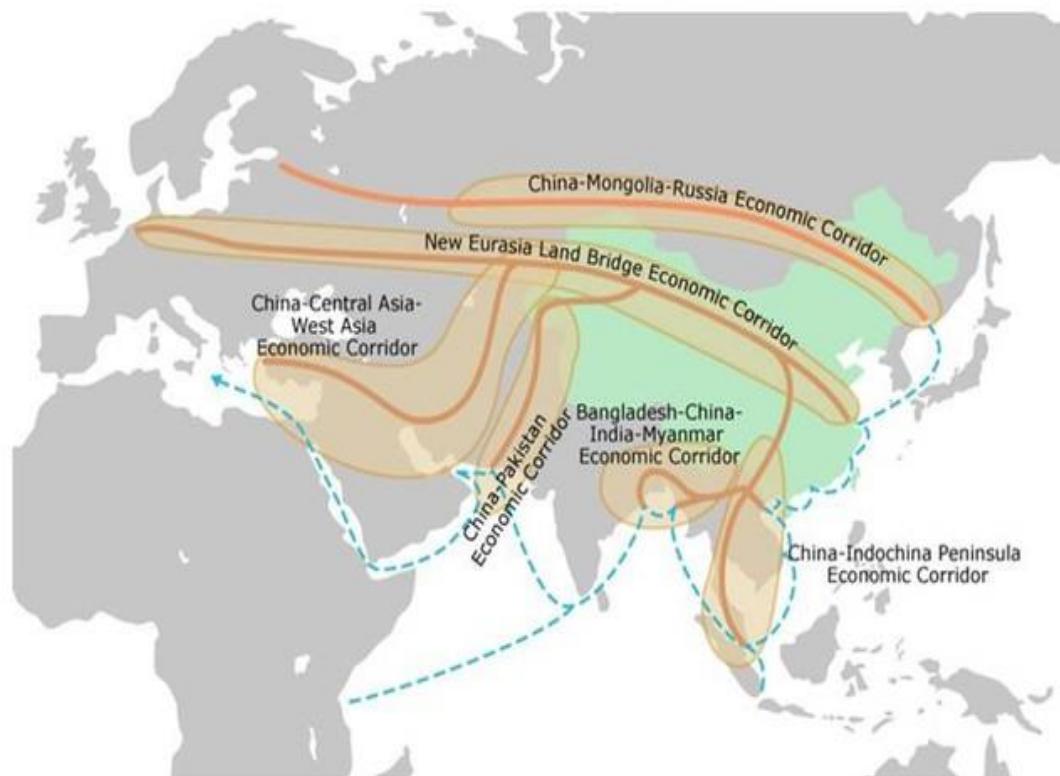 China-Mongolia-Russia Economic Corridor
New Eurasia Land Bridge Economic Corridor
China-Central Asia-
West Asia
Economic Corridor
China-Pakistan
Economic Corridor
Bangladesh-China-
India-Myanmar
Economic Corridor
China-Indochina Peninsula
Economic Corridor